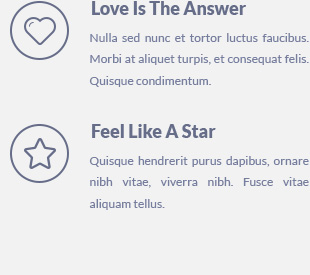 Love Is The Answer
Nulla sed nunc et tortor luctus faucibus.
Morbi at aliquet turpis, et consequat felis.
Quisque condimentum.
Feel Like A Star
Quisque hendrerit purus dapibus, ornare
nibh vitae, viverra nibh. Fusce vitae
aliquam tellus.